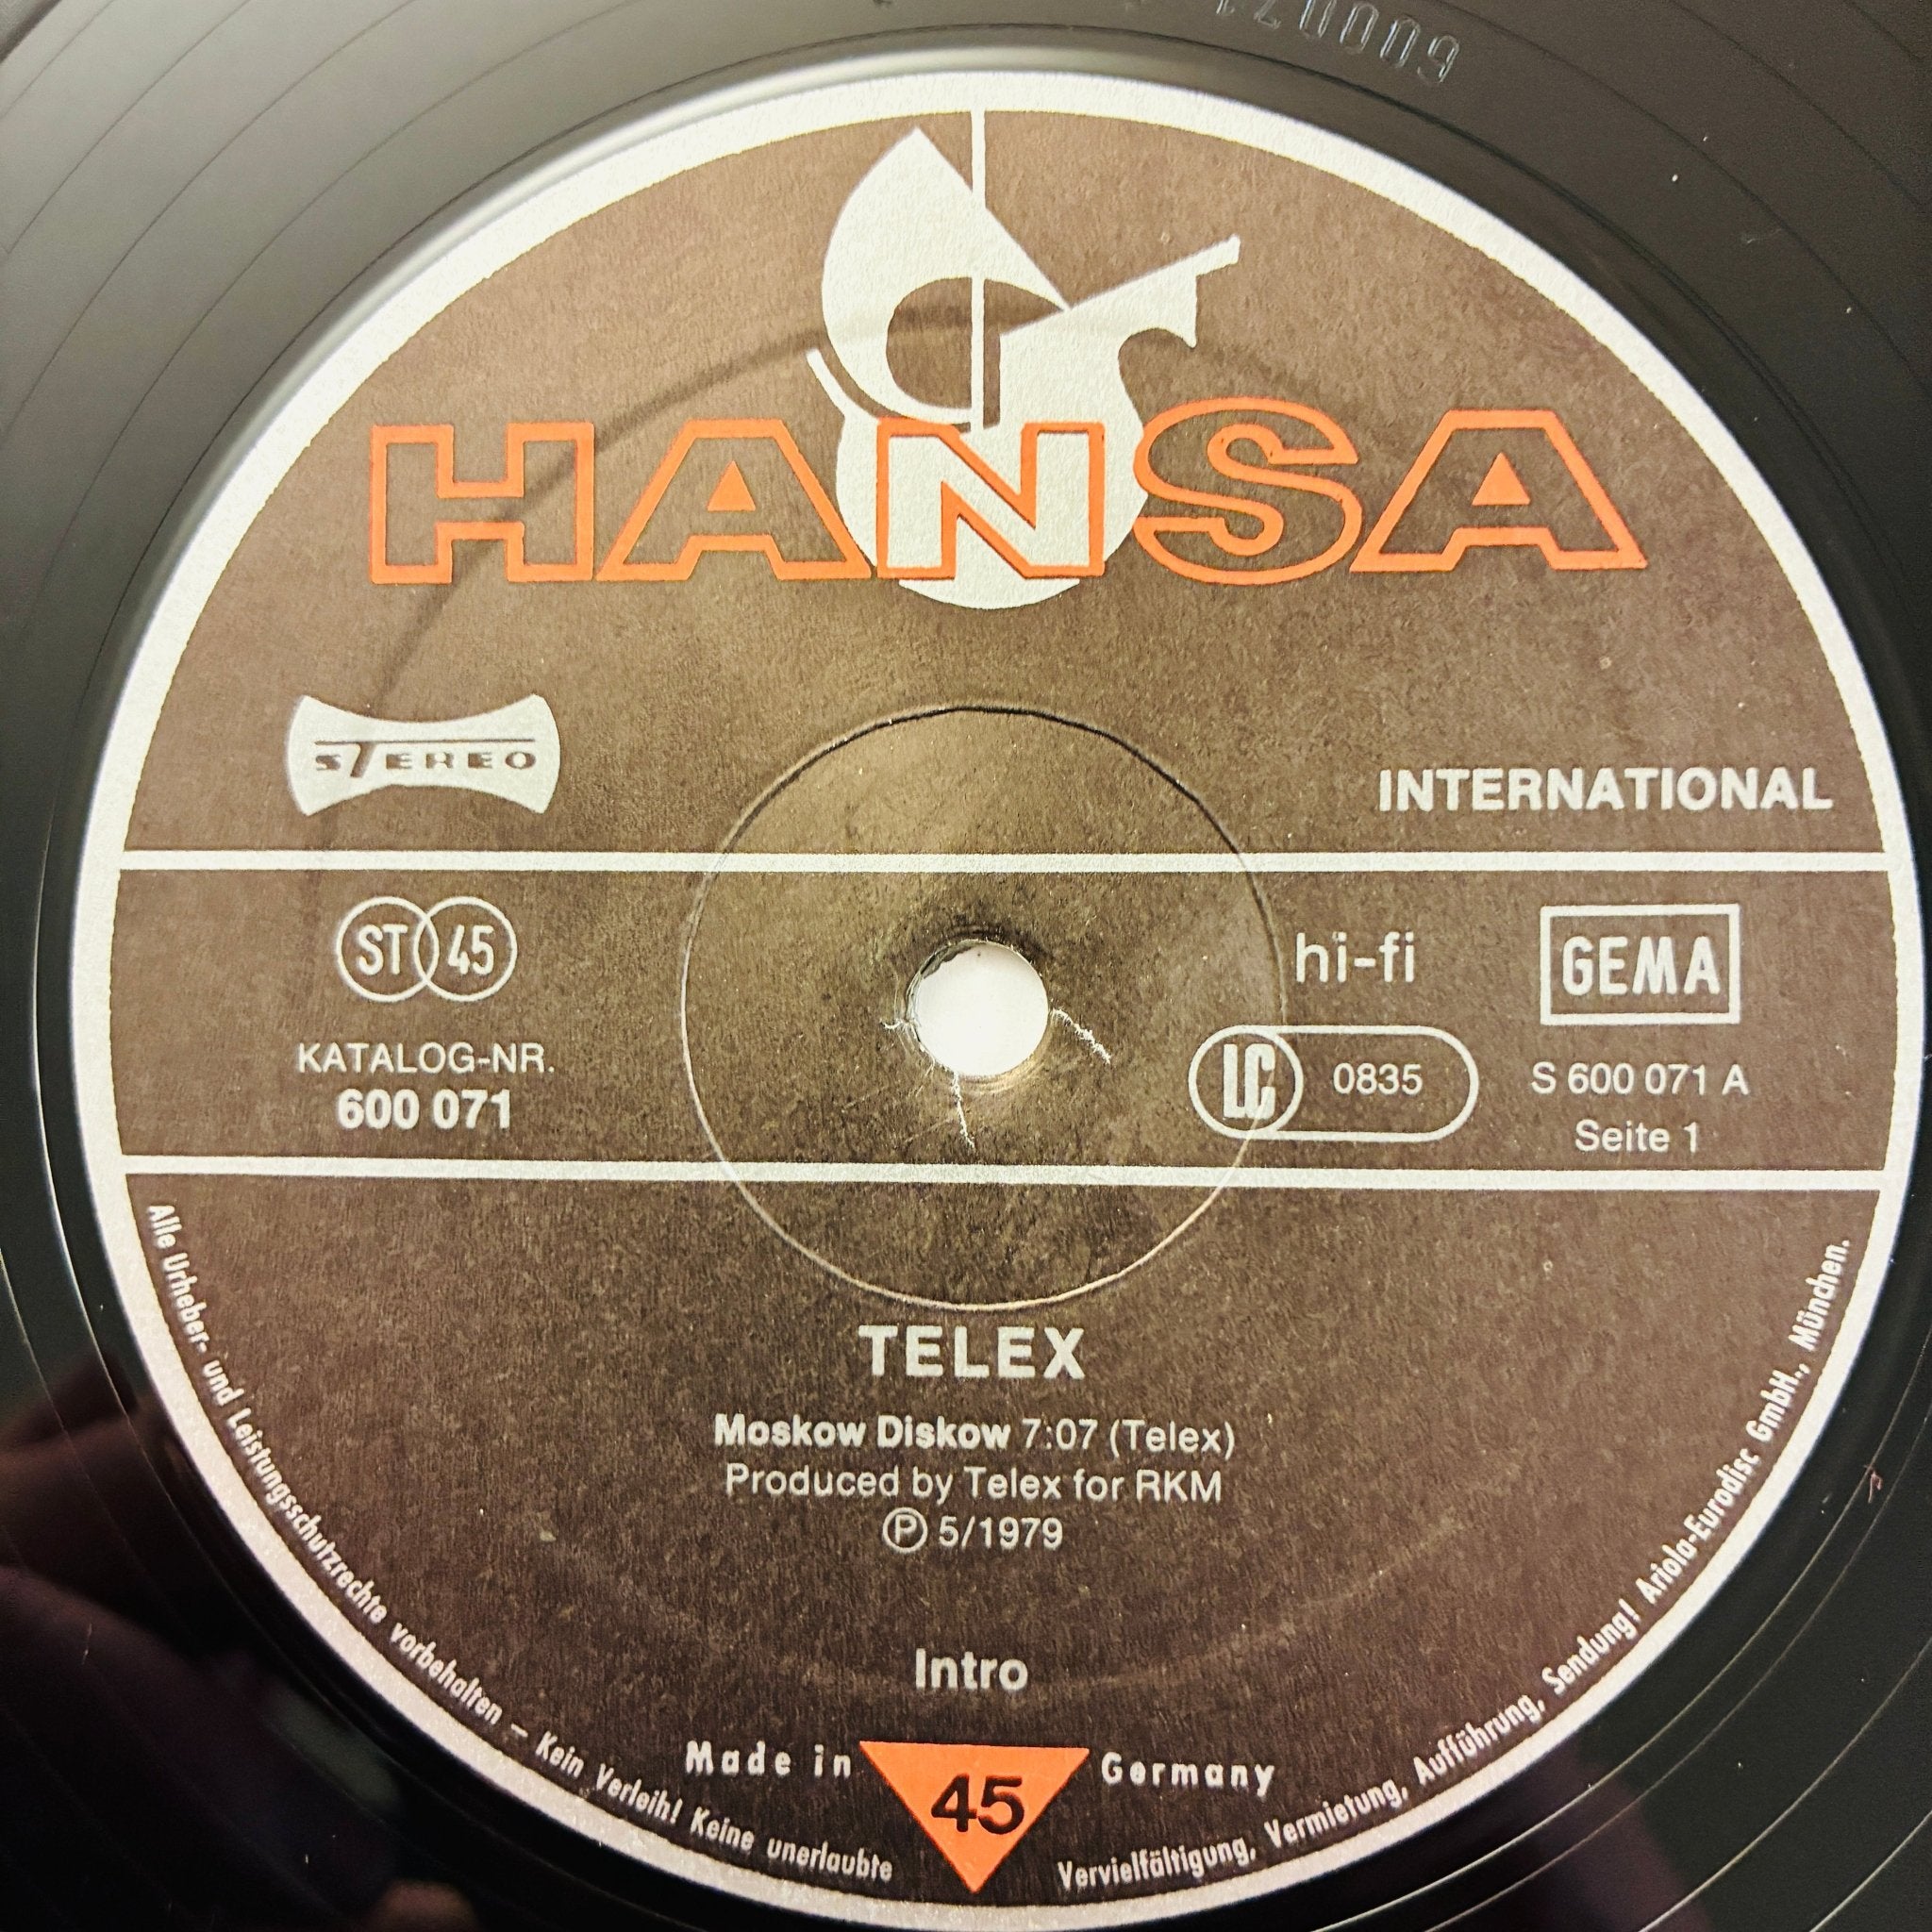 HANSA
STEREO
INTERNATIONAL
ST 45
hi-fi
GEMA
KATALOG-NR.
600 071
LC 0835
S 600 071 A
Seite 1
TELEX
Moskow Diskow 7:07 (Telex)
Produced by Telex for RKM
Ⓟ 5/1979
Intro
Made in 45 Germany
Alle Urheber- und Leistungsschutzrechte vorbehalten – Kein Verleih! Keine unerlaubte Vervielfältigung, Vermietung, Aufführung, Sendung! Ariola-Eurodisc GmbH., München.